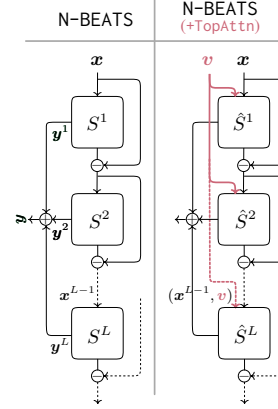 N-BEATS
N-BEATS
(+TopAttn)
x
v x
y¹ S¹ Ŝ¹
y y² S² Ŝ²
x^{L-1} (x^{L-1}, v)
y^L S^L Ŝ^L